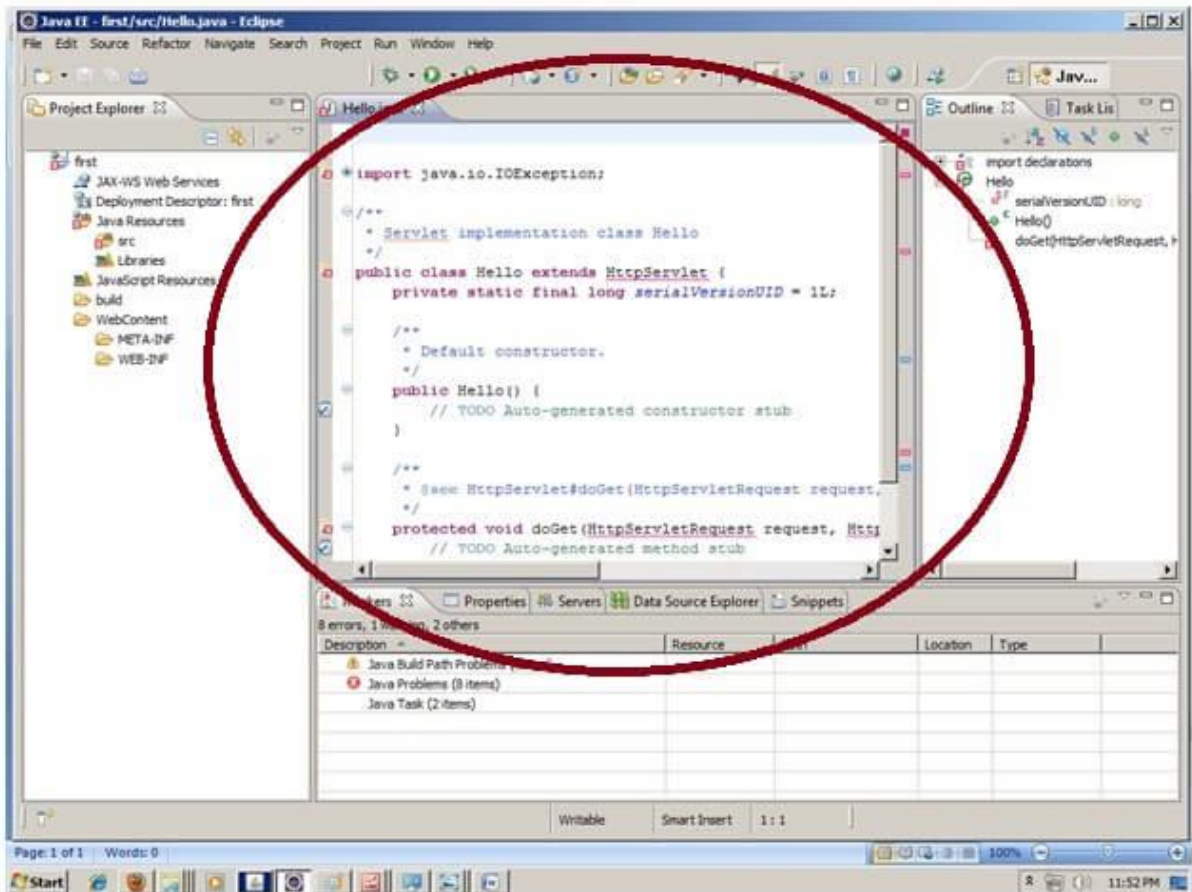 Java EE - first/src/Hello.java - Eclipse
File Edit Source Refactor Navigate Search Project Run Window Help
Jav...
Project Explorer
first
JAX-WS Web Services
Deployment Descriptor: first
Java Resources
src
Libraries
JavaScript Resources
build
WebContent
META-INF
WEB-INF
import java.io.IOException;
/**
* Servlet implementation class Hello
*/
public class Hello extends HttpServlet {
private static final long serialVersionUID = 1L;
/**
* Default constructor.
*/
public Hello() {
// TODO Auto-generated constructor stub
}
/**
* @see HttpServlet#doGet(HttpServletRequest request,
*/
protected void doGet(HttpServletRequest request, Http
// TODO Auto-generated method stub
Outline Task Lis
import declarations
Hello
serialVersionUID : long
Hello()
doGet(HttpServletRequest, H
Properties Servers Data Source Explorer Snippets
8 errors, 1 2 others
Description Resource Location Type
Java Build Path Problems
Java Problems (8 items)
Java Task (2 items)
Writable Smart Insert 1 : 1
Page: 1 of 1 Words: 0 100%
Start 11:52 PM